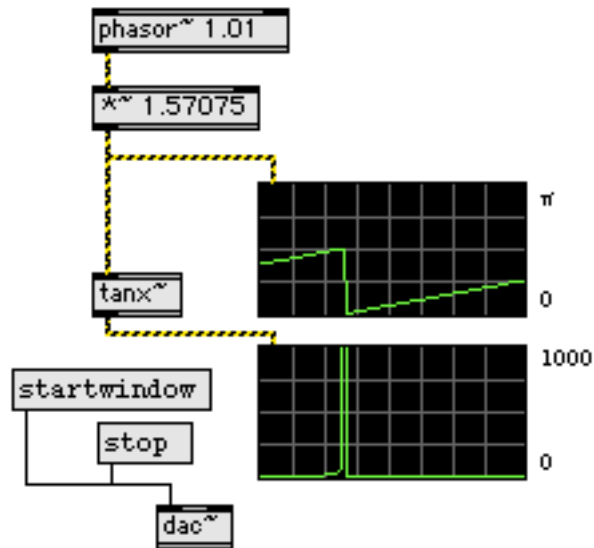 phasor~ 1.01
*~ 1.57075
π
tanx~
0
1000
startwindow
stop
0
dac~